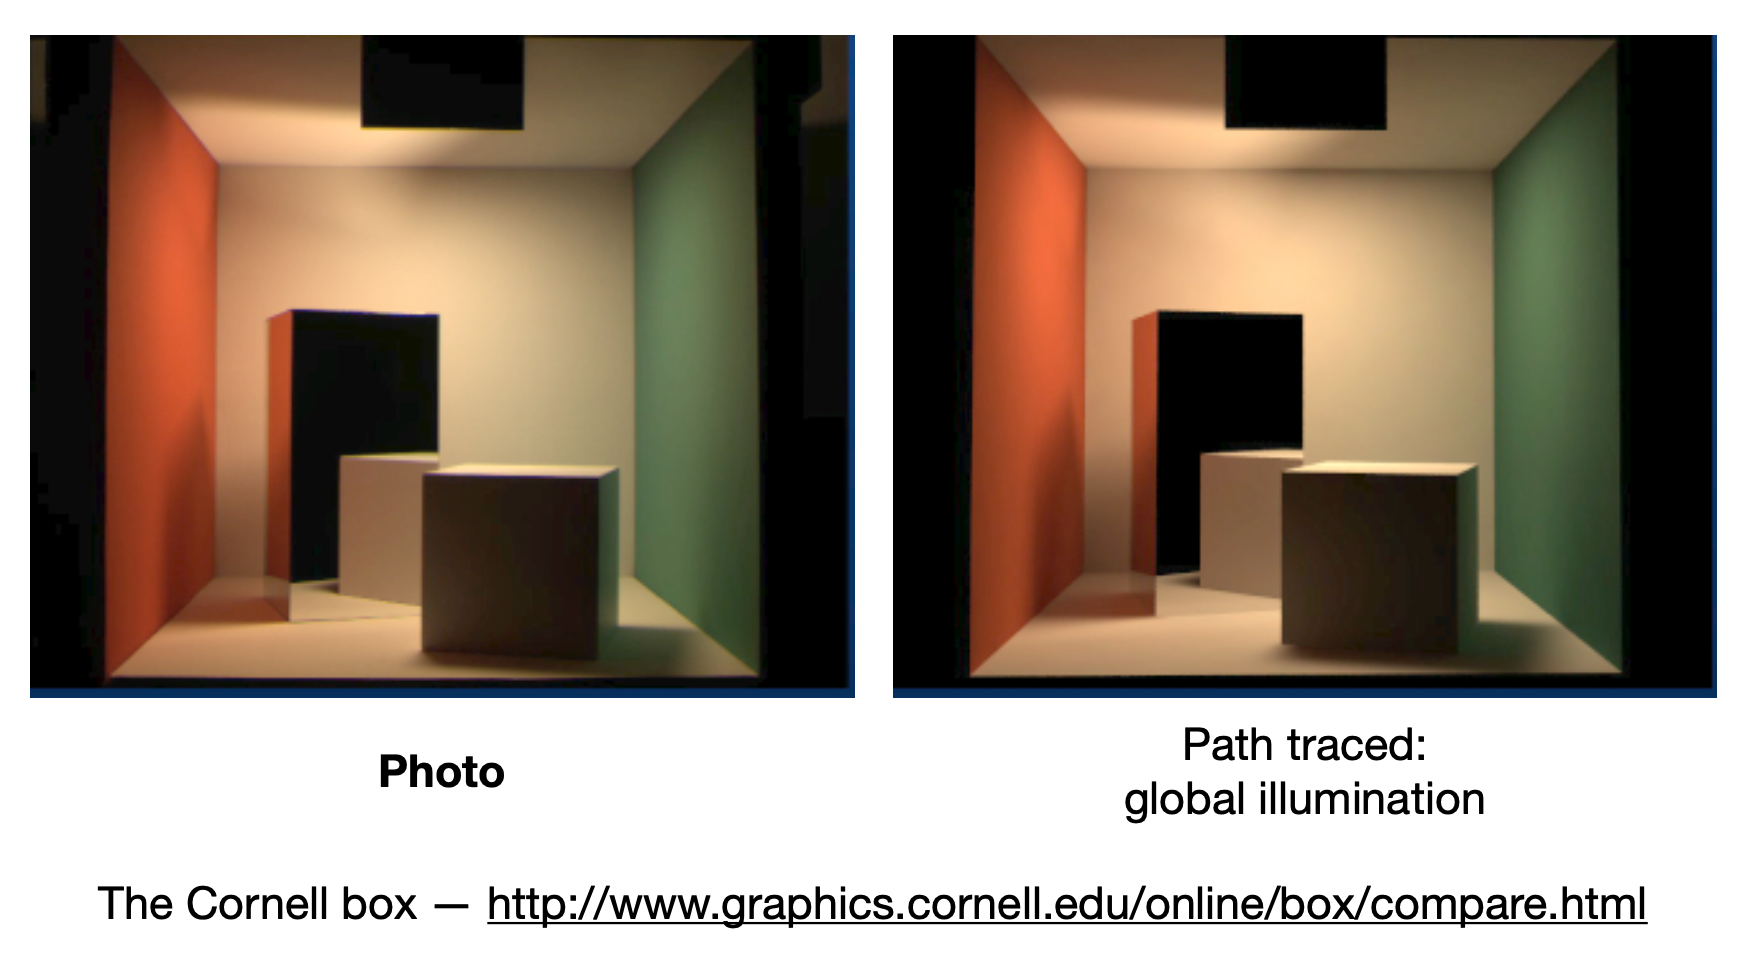 Photo
Path traced:
global illumination
The Cornell box — http://www.graphics.cornell.edu/online/box/compare.html